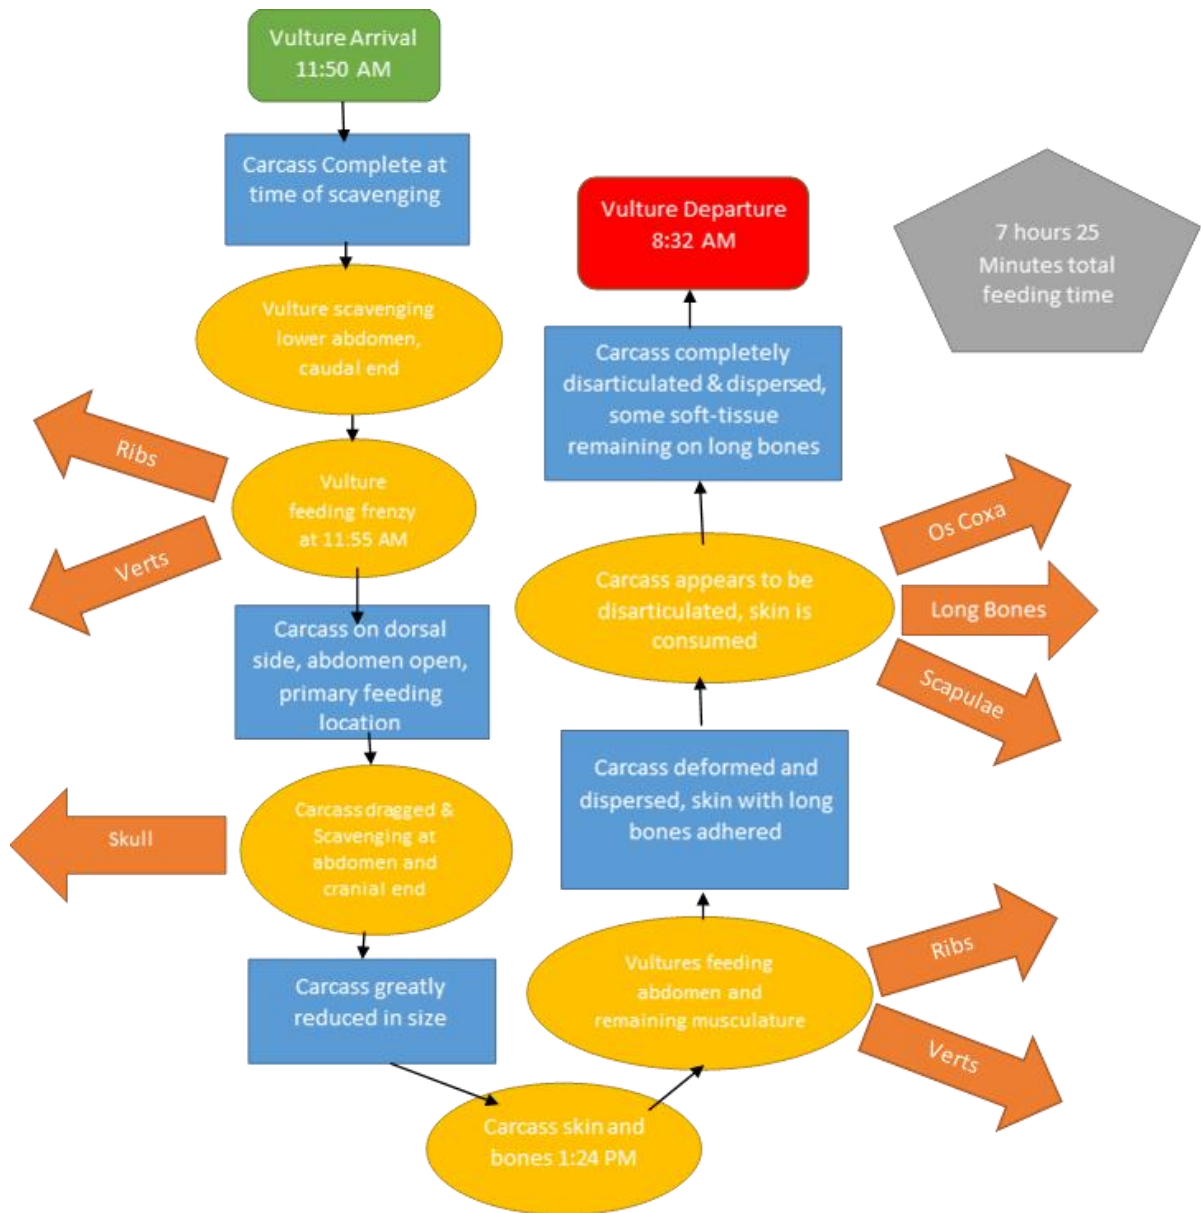 Vulture Arrival
11:50 AM
Carcass Complete at
time of scavenging
Vulture scavenging
lower abdomen,
caudal end
Ribs
Verts
Vulture
feeding frenzy
at 11:55 AM
Carcass on dorsal
side, abdomen open,
primary feeding
location
Skull
Carcass dragged &
Scavenging at
abdomen and
cranial end
Carcass greatly
reduced in size
Carcass skin and
bones 1:24 PM
Vultures feeding
abdomen and
remaining musculature
Ribs
Verts
Carcass deformed and
dispersed, skin with long
bones adhered
Carcass appears to be
disarticulated, skin is
consumed
Os Coxa
Long Bones
Scapulae
Carcass completely
disarticulated & dispersed,
some soft-tissue
remaining on long bones
Vulture Departure
8:32 AM
7 hours 25
Minutes total
feeding time